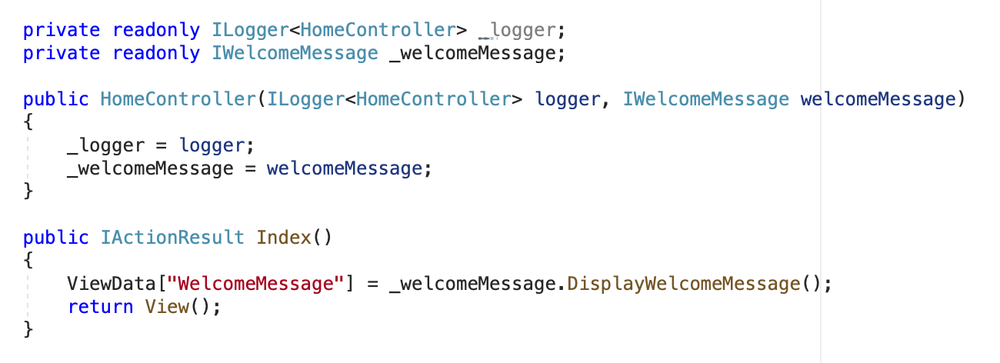 private readonly ILogger<HomeController> _logger;
private readonly IWelcomeMessage _welcomeMessage;
public HomeController(ILogger<HomeController> logger, IWelcomeMessage welcomeMessage)
{
    _logger = logger;
    _welcomeMessage = welcomeMessage;
}
public IActionResult Index()
{
    ViewData["WelcomeMessage"] = _welcomeMessage.DisplayWelcomeMessage();
    return View();
}